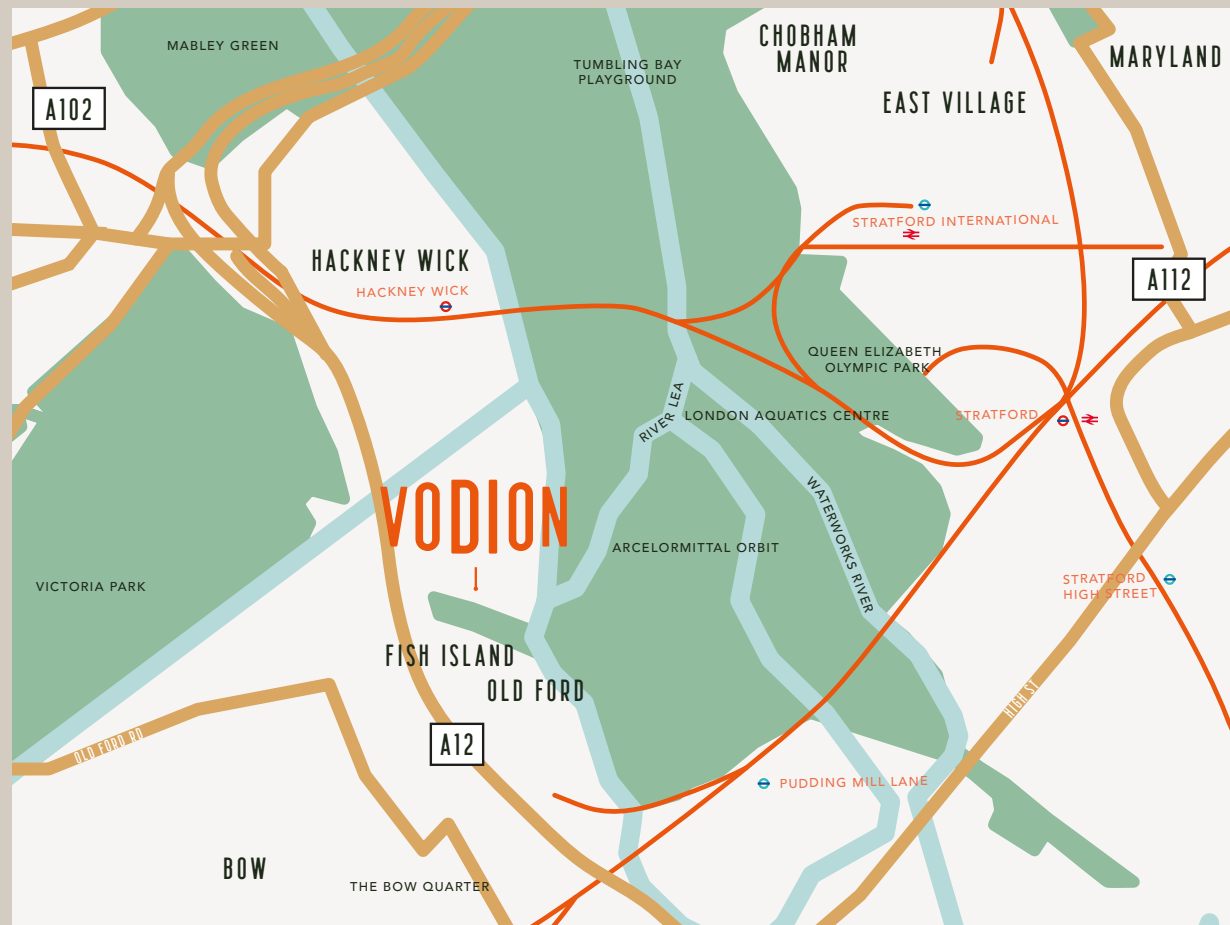 MABLEY GREEN
TUMBLING BAY
PLAYGROUND
CHOBHAM
MANOR
MARYLAND
A102
EAST VILLAGE
STRATFORD INTERNATIONAL
HACKNEY WICK
HACKNEY WICK
A112
QUEEN ELIZABETH
OLYMPIC PARK
RIVER LEA
LONDON AQUATICS CENTRE
STRATFORD
VODION
WATERWORKS RIVER
ARCELORMITTAL ORBIT
VICTORIA PARK
STRATFORD
HIGH STREET
FISH ISLAND
OLD FORD
HIGH ST
OLD FORD RD
A12
PUDDING MILL LANE
BOW
THE BOW QUARTER